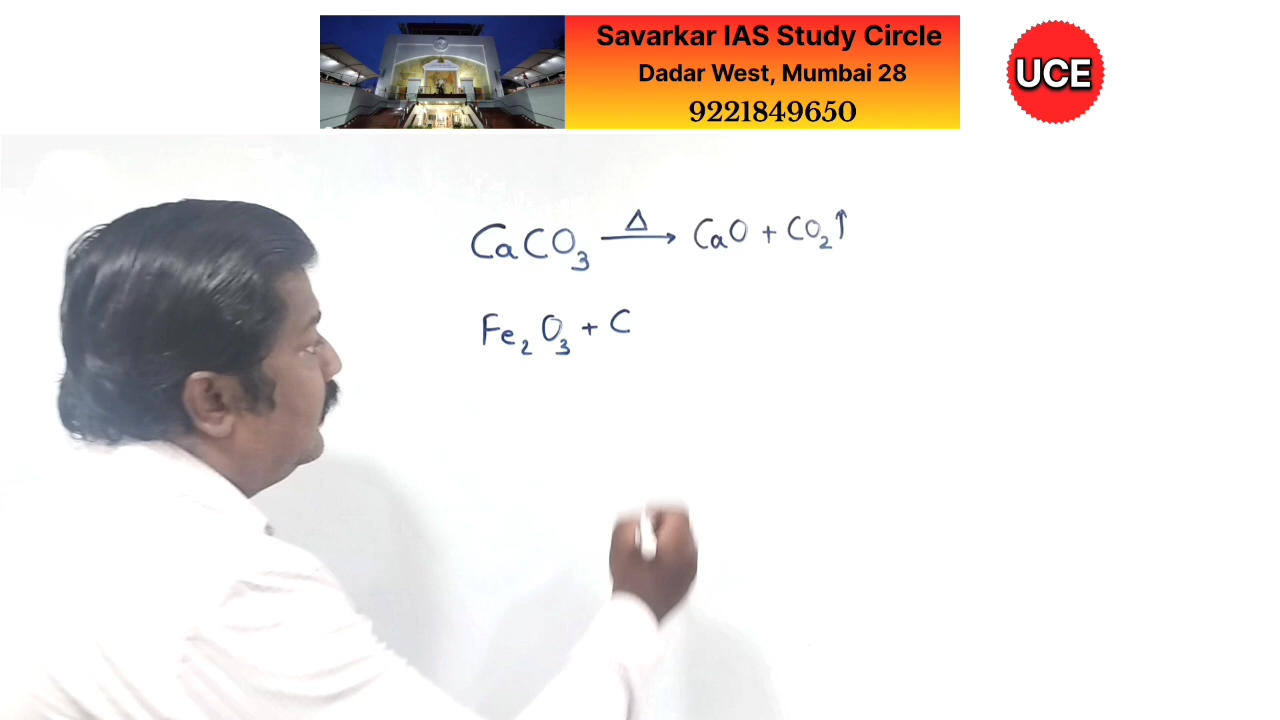 Savarkar IAS Study Circle
Dadar West, Mumbai 28
9221849650
UCE
CaCO₃ —Δ→ CaO + CO₂↑
Fe₂O₃ + C